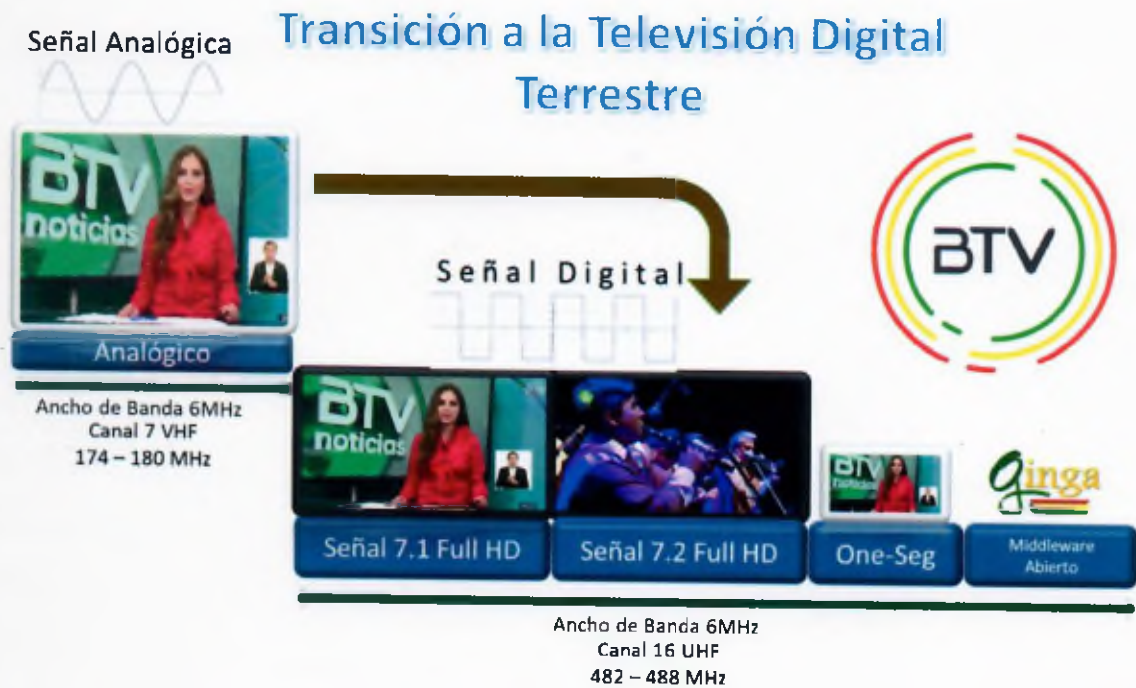 Transición a la Televisión Digital
Terrestre
Señal Analógica
BTV
noticias
Analógico
Ancho de Banda 6MHz
Canal 7 VHF
174 – 180 MHz
BTV
Señal Digital
BTV
noticias
BTV
Señal 7.1 Full HD
Señal 7.2 Full HD
One-Seg
ginga
Middleware
Abierto
Ancho de Banda 6MHz
Canal 16 UHF
482 – 488 MHz